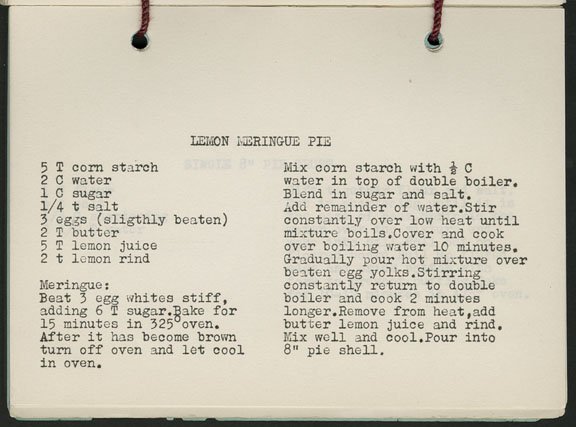 LEMON MERINGUE PIE
5 T corn starch
2 C water
1 C sugar
1/4 t salt
3 eggs (sligthly beaten)
2 T butter
5 T lemon juice
2 t lemon rind
Meringue:
Beat 3 egg whites stiff,
adding 6 T sugar.Bake for
15 minutes in 325°oven.
After it has become brown
turn off oven and let cool
in oven.
Mix corn starch with ½ C
water in top of double boiler.
Blend in sugar and salt.
Add remainder of water.Stir
constantly over low heat until
mixture boils.Cover and cook
over boiling water 10 minutes.
Gradually pour hot mixture over
beaten egg yolks.Stirring
constantly return to double
boiler and cook 2 minutes
longer.Remove from heat,add
butter lemon juice and rind.
Mix well and cool.Pour into
8" pie shell.